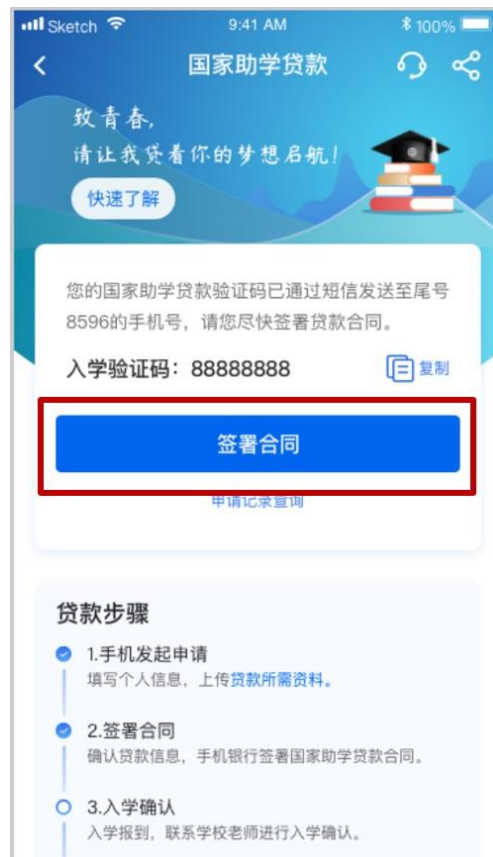 Sketch 9:41 AM 100%
国家助学贷款
致青春,
请让我贷着你的梦想启航!
快速了解
您的国家助学贷款验证码已通过短信发送至尾号
8596的手机号，请您尽快签署贷款合同。
入学验证码：88888888 复制
签署合同
申请记录查询
贷款步骤
1.手机发起申请
填写个人信息，上传贷款所需资料。
2.签署合同
确认贷款信息，手机银行签署国家助学贷款合同。
3.入学确认
入学报到，联系学校老师进行入学确认。